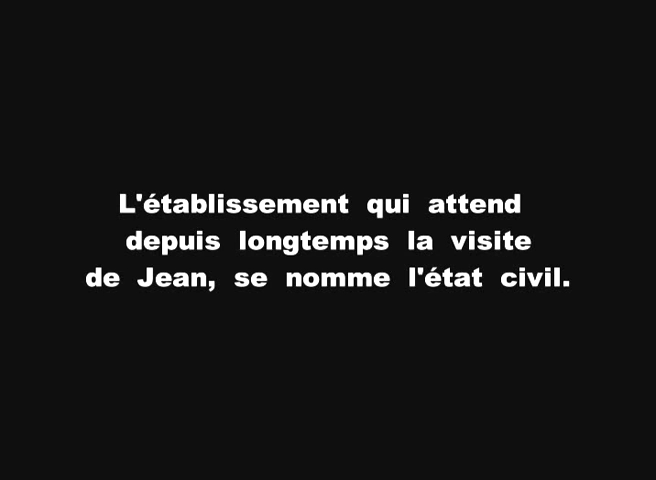 L'établissement qui attend
depuis longtemps la visite
de Jean, se nomme l'état civil.